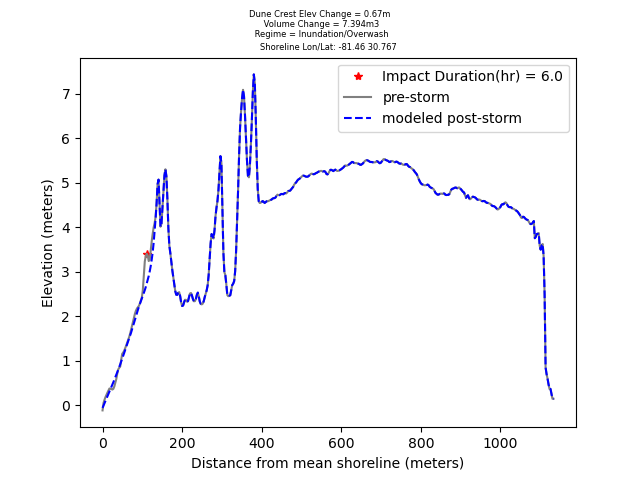 Dune Crest Elev Change = 0.67m
Volume Change = 7.394m3
Regime = Inundation/Overwash
Shoreline Lon/Lat: -81.46 30.767
Impact Duration(hr) = 6.0
pre-storm
modeled post-storm
Elevation (meters)
7
6
5
4
3
2
1
0
0 200 400 600 800 1000
Distance from mean shoreline (meters)